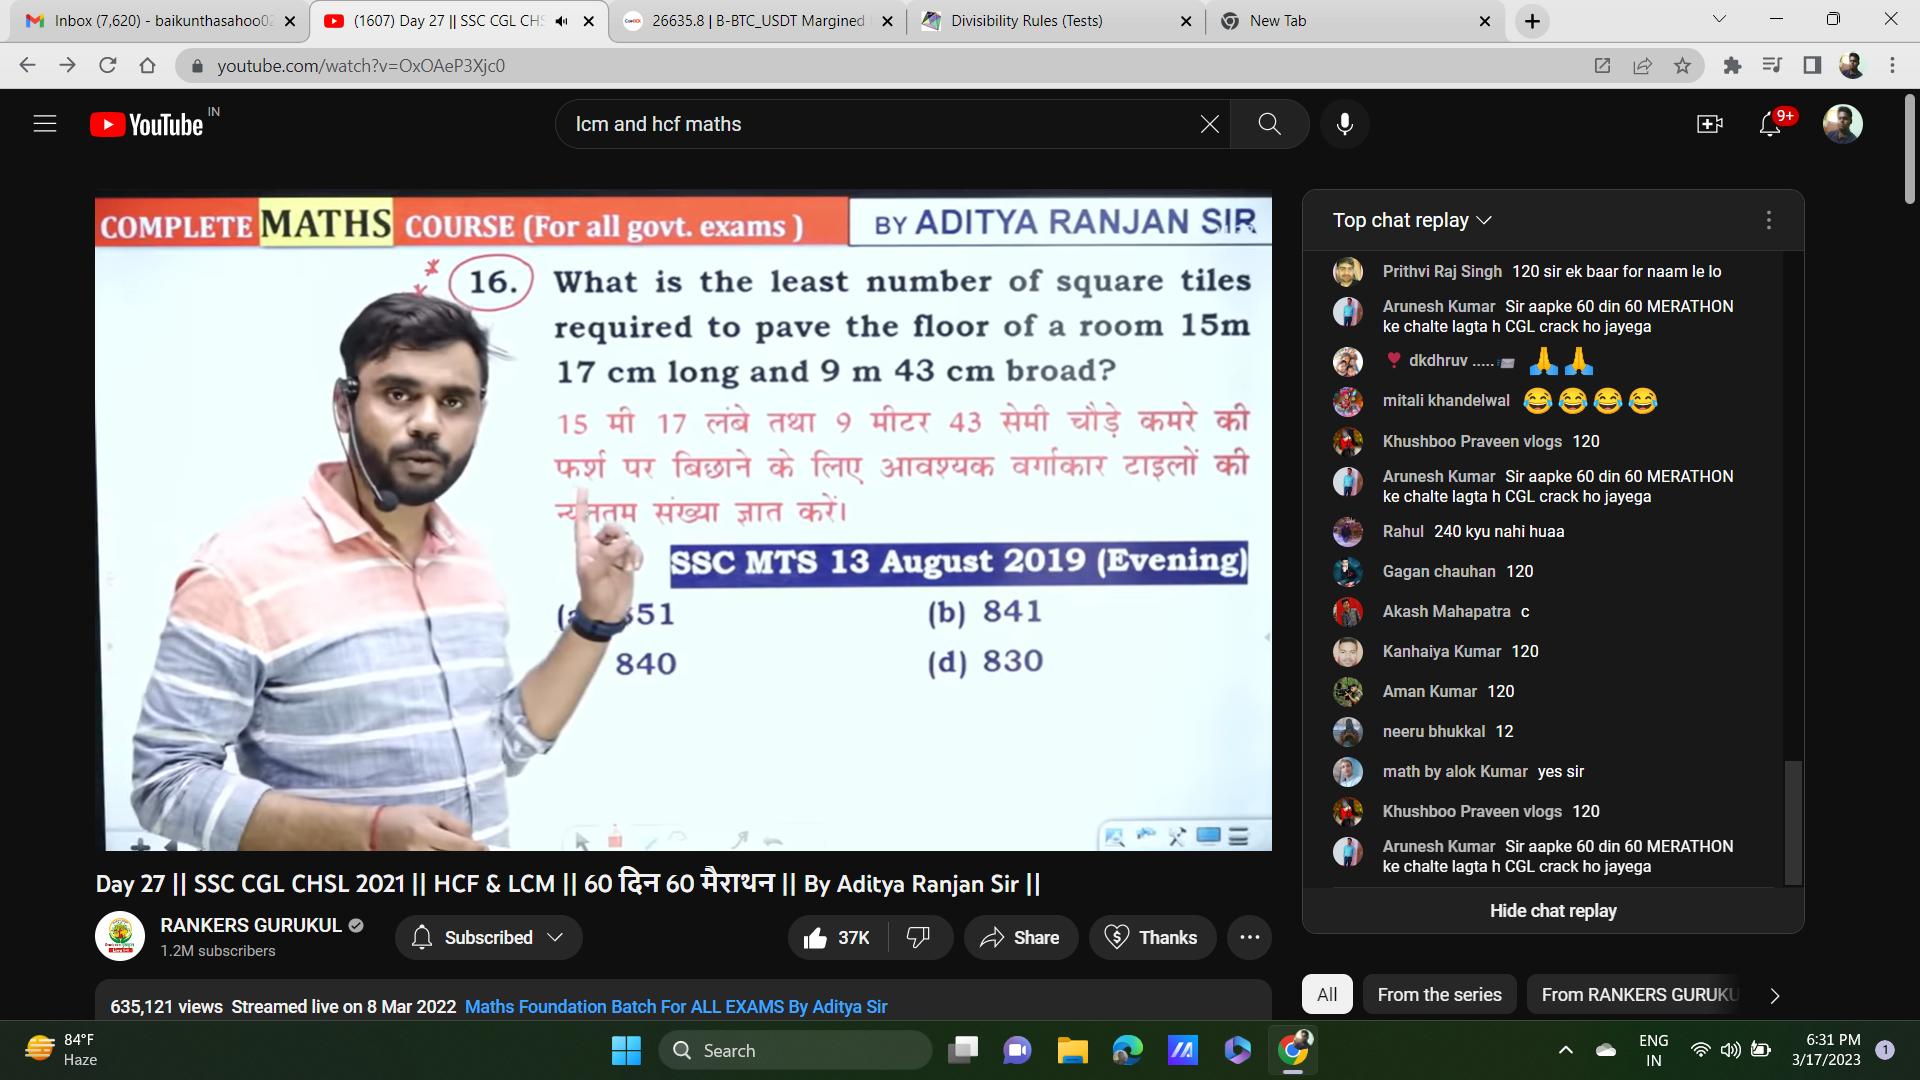 Inbox (7,620) - baikunthasahoo02
(1607) Day 27 || SSC CGL CHS
26635.8 | B-BTC_USDT Margined
Divisibility Rules (Tests)
New Tab
youtube.com/watch?v=OxOAeP3Xjc0
YouTube IN
lcm and hcf maths
9+
COMPLETE MATHS COURSE (For all govt. exams )
BY ADITYA RANJAN SIR
16. What is the least number of square tiles
required to pave the floor of a room 15m
17 cm long and 9 m 43 cm broad?
15 मी 17 लंबे तथा 9 मीटर 43 सेमी चौड़े कमरे की
फर्श पर बिछाने के लिए आवश्यक वर्गाकार टाइलों की
संख्या ज्ञात करें।
SSC MTS 13 August 2019 (Evening)
(b) 841
840
(d) 830
Day 27 || SSC CGL CHSL 2021 || HCF & LCM || 60 दिन 60 मैराथन || By Aditya Ranjan Sir ||
RANKERS GURUKUL
1.2M subscribers
Subscribed
37K
Share
Thanks
635,121 views Streamed live on 8 Mar 2022 Maths Foundation Batch For ALL EXAMS By Aditya Sir
Top chat replay
Prithvi Raj Singh 120 sir ek baar for naam le lo
Arunesh Kumar Sir aapke 60 din 60 MERATHON
ke chalte lagta h CGL crack ho jayega
dkdhruv .....
mitali khandelwal
Khushboo Praveen vlogs 120
Arunesh Kumar Sir aapke 60 din 60 MERATHON
ke chalte lagta h CGL crack ho jayega
Rahul 240 kyu nahi huaa
Gagan chauhan 120
Akash Mahapatra c
Kanhaiya Kumar 120
Aman Kumar 120
neeru bhukkal 12
math by alok Kumar yes sir
Khushboo Praveen vlogs 120
Arunesh Kumar Sir aapke 60 din 60 MERATHON
ke chalte lagta h CGL crack ho jayega
Hide chat replay
All
From the series
From RANKERS GURUKU
84°F
Haze
Search
ENG
IN
6:31 PM
3/17/2023
1